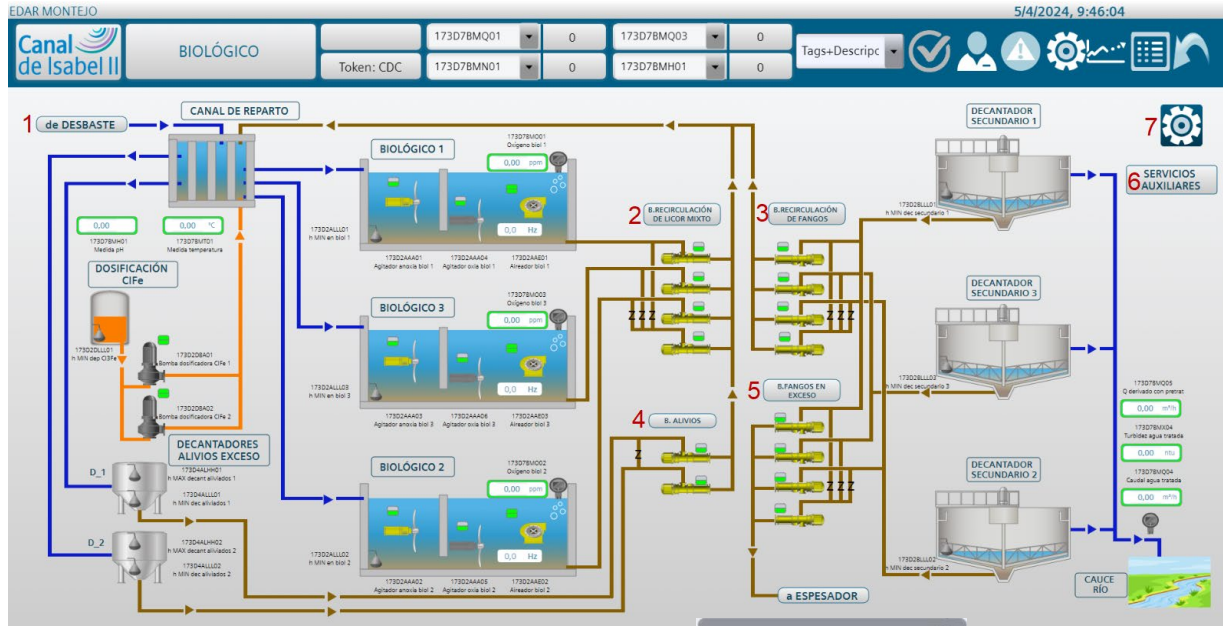 EDAR MONTEJO
5/4/2024, 9:46:04
Canal
de Isabel II
BIOLÓGICO
Token: CDC
173D7BMQ01
0
173D7BMQ03
0
173D7BMN01
0
173D7BMH01
0
Tags+Descripc
1 de DESBASTE
CANAL DE REPARTO
0,00
173D7BMH01
Medida pH
0,00 °C
173D7BMT01
Medida temperatura
DOSIFICACIÓN
ClFe
173D2DLLL01
h MIN dep Cl3Fe
173D2DBA01
Bomba dosificadora ClFe 1
173D2DBA02
Bomba dosificadora ClFe 2
DECANTADORES
ALIVIOS EXCESO
D_1
173D4ALHH01
h MAX decant aliviados 1
173D4ALLL01
h MIN dec aliviados 1
D_2
173D4ALHH02
h MAX decant aliviados 2
173D4ALLL02
h MIN dec aliviados 2
BIOLÓGICO 1
173D7BMO01
Oxígeno biol 1
0,00 ppm
0,0 Hz
173D2ALLL01
h MIN en biol 1
173D2AAA01
Agitador anoxia biol 1
173D2AAA04
Agitador oxia biol 1
173D2AAE01
Aireador biol 1
BIOLÓGICO 3
173D7BMO03
Oxígeno biol 3
0,00 ppm
0,0 Hz
173D2ALLL03
h MIN en biol 3
173D2AAA03
Agitador anoxia biol 3
173D2AAA06
Agitador oxia biol 3
173D2AAE03
Aireador biol 3
BIOLÓGICO 2
173D7BMO02
Oxígeno biol 2
0,00 ppm
0,0 Hz
173D2ALLL02
h MIN en biol 2
173D2AAA02
Agitador anoxia biol 2
173D2AAA05
Agitador oxia biol 2
173D2AAE02
Aireador biol 2
2 B.RECIRCULACIÓN
DE LICOR MIXTO
Z Z Z
3 B.RECIRCULACIÓN
DE FANGOS
Z Z Z
4 B. ALIVIOS
Z
5 B.FANGOS EN
EXCESO
Z Z Z
a ESPESADOR
DECANTADOR
SECUNDARIO 1
173D2BLLL01
h MIN dec secundario 1
DECANTADOR
SECUNDARIO 3
173D2BLLL03
h MIN dec secundario 3
DECANTADOR
SECUNDARIO 2
173D2BLLL02
h MIN dec secundario 2
7
6 SERVICIOS
AUXILIARES
173D7BMQ05
Q derivado con pretrat
0,00 m³/h
173D7BMX04
Turbidez agua tratada
0,00 ntu
173D7BMQ04
Caudal agua tratada
0,00 m³/h
CAUCE
RÍO